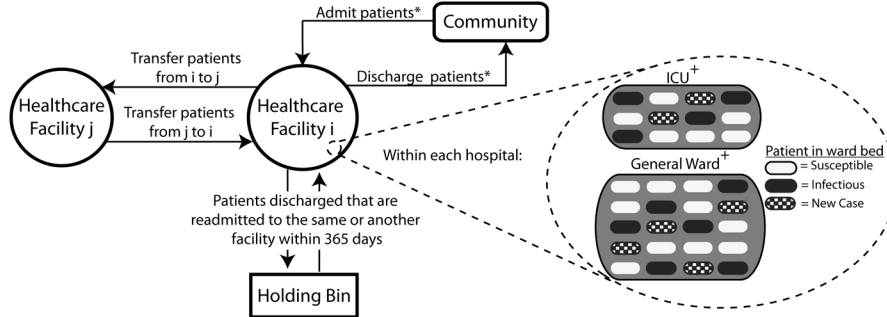 Admit patients*
Community
Transfer patients
from i to j
Discharge patients*
ICU+
Healthcare
Facility j
Healthcare
Facility i
Transfer patients
from j to i
Within each hospital:
General Ward+
Patient in ward bed
= Susceptible
= Infectious
= New Case
Patients discharged that are
readmitted to the same or another
facility within 365 days
Holding Bin